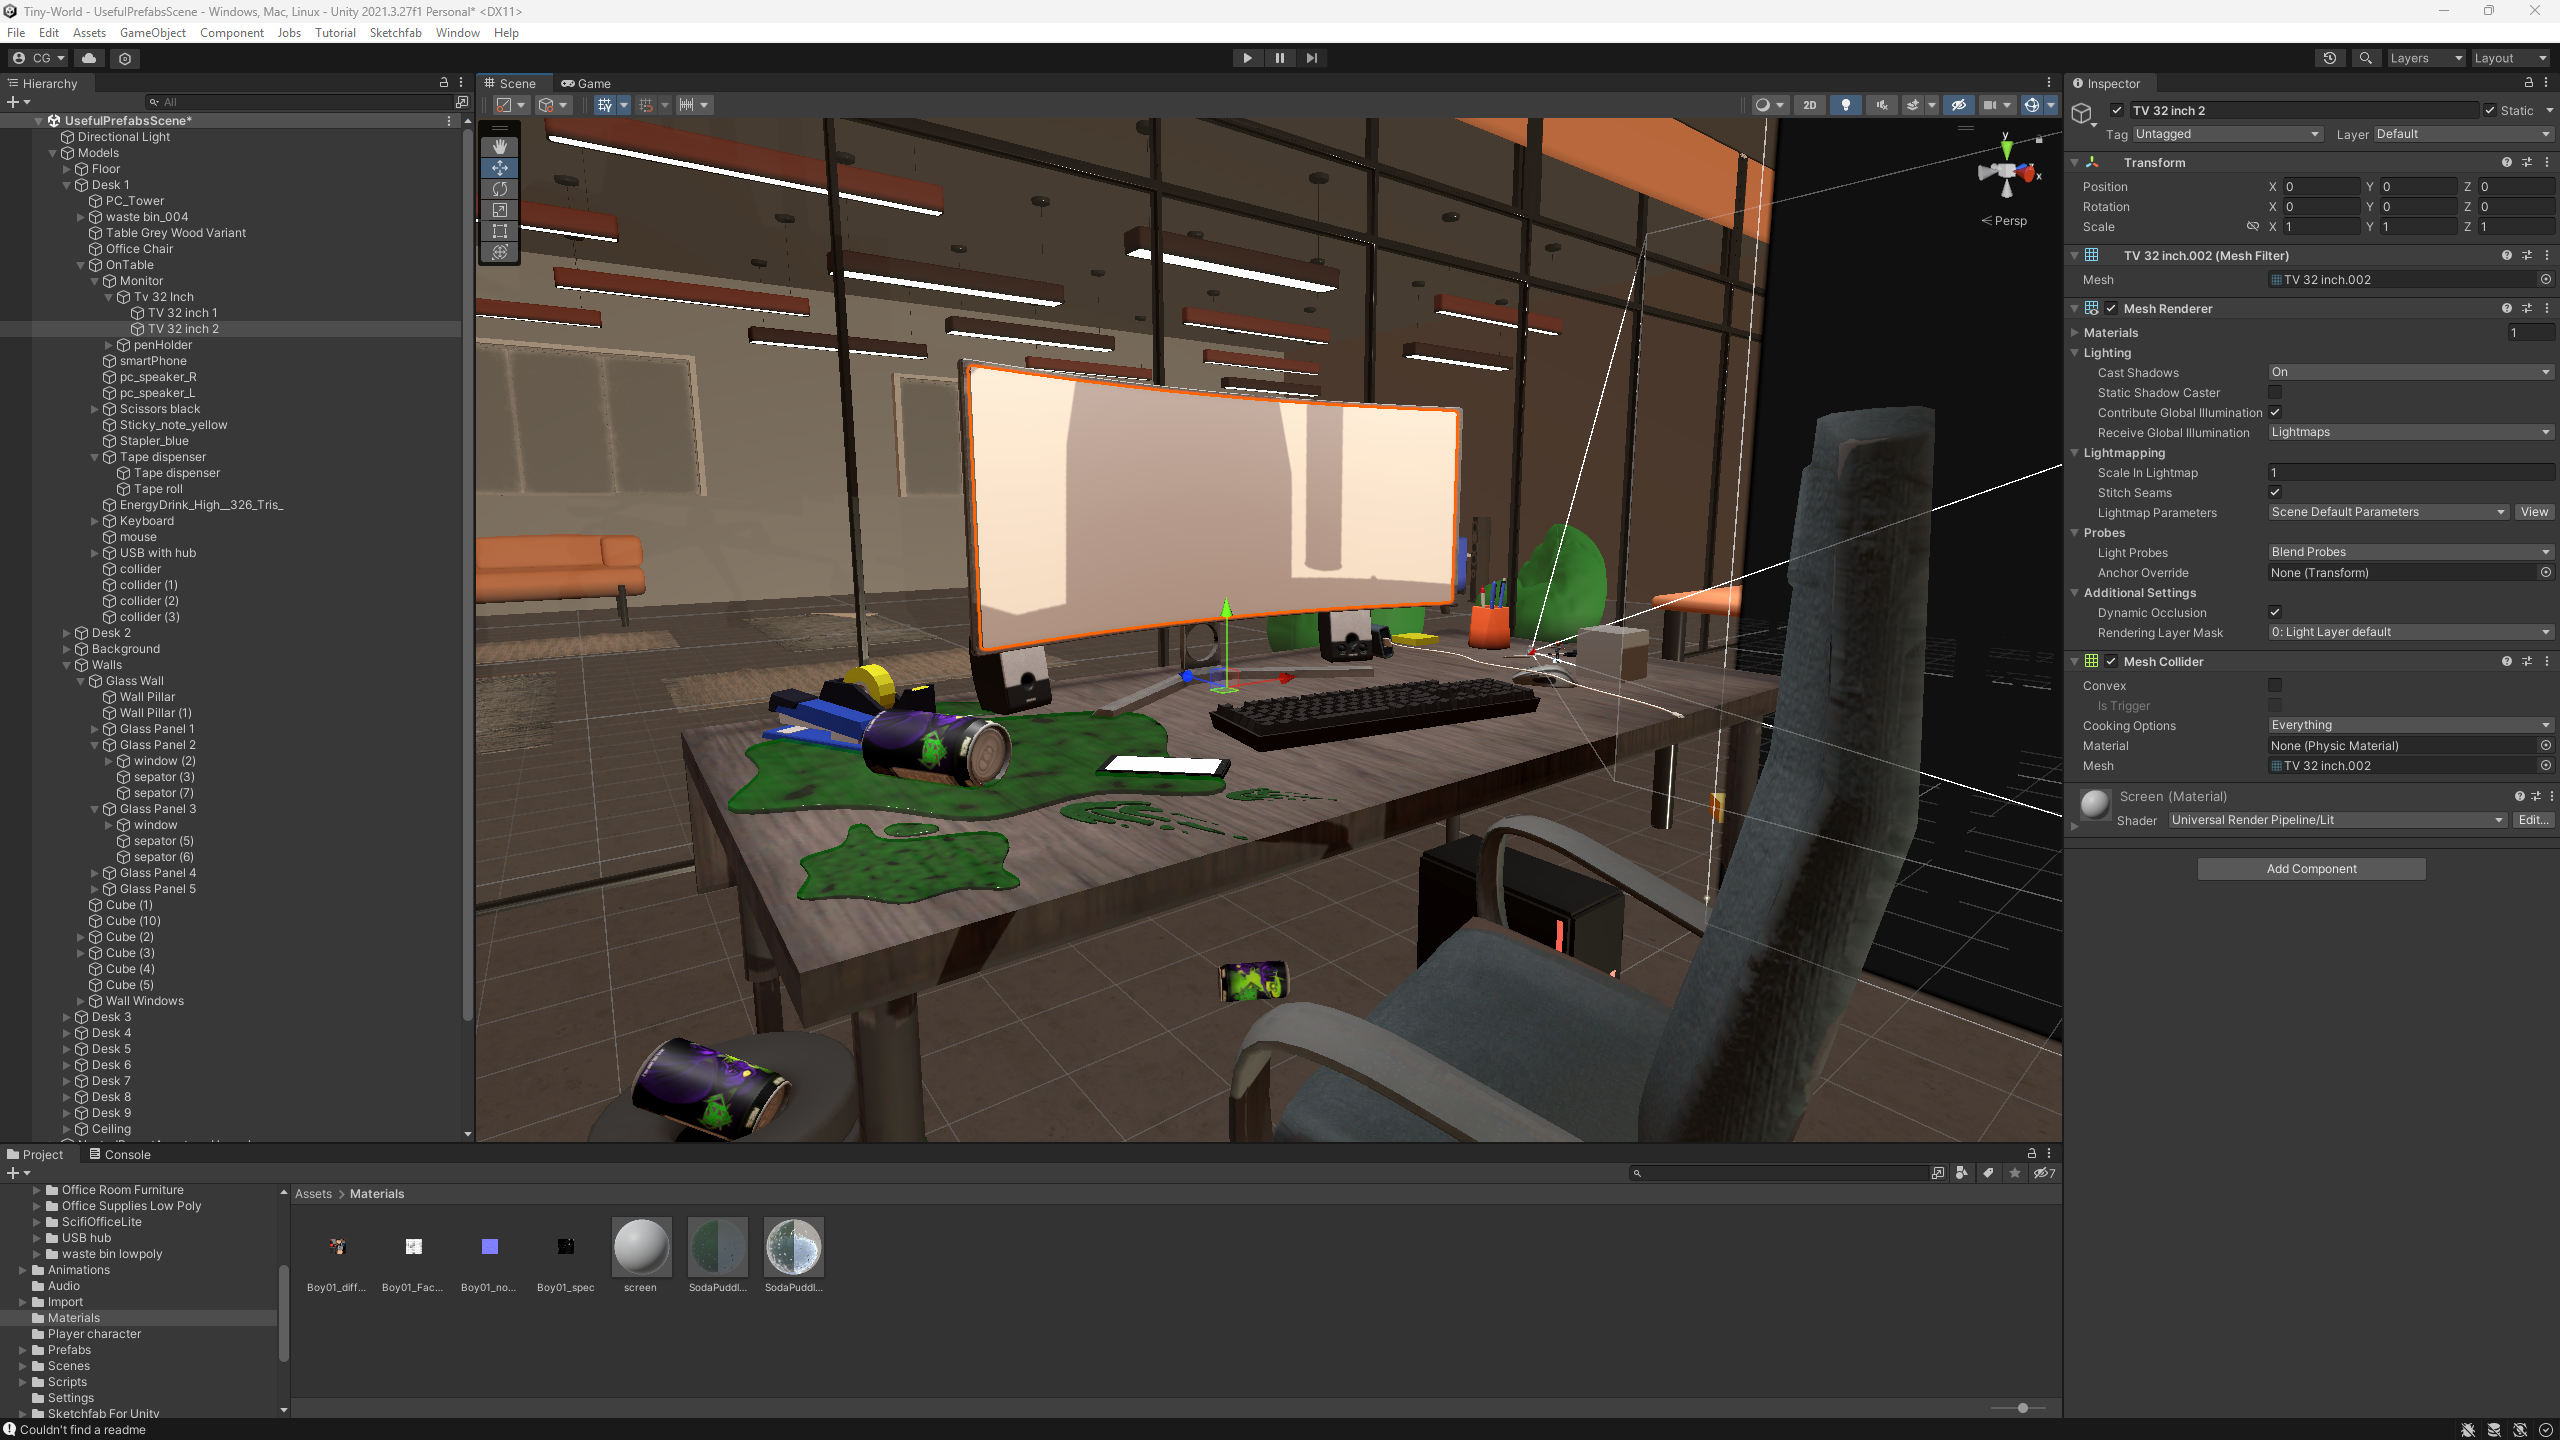 Tiny-World - UsefulPrefabsScene - Windows, Mac, Linux - Unity 2021.3.27f1 Personal* <DX11>
File Edit Assets GameObject Component Jobs Tutorial Sketchfab Window Help
CG
Layers Layout
Hierarchy
All
UsefulPrefabsScene*
Directional Light
Models
Floor
Desk 1
PC_Tower
waste bin_004
Table Grey Wood Variant
Office Chair
OnTable
Monitor
Tv 32 Inch
TV 32 inch 1
TV 32 inch 2
penHolder
smartPhone
pc_speaker_R
pc_speaker_L
Scissors black
Sticky_note_yellow
Stapler_blue
Tape dispenser
Tape dispenser
Tape roll
EnergyDrink_High__326_Tris_
Keyboard
mouse
USB with hub
collider
collider (1)
collider (2)
collider (3)
Desk 2
Background
Walls
Glass Wall
Wall Pillar
Wall Pillar (1)
Glass Panel 1
Glass Panel 2
window (2)
sepator (3)
sepator (7)
Glass Panel 3
window
sepator (5)
sepator (6)
Glass Panel 4
Glass Panel 5
Cube (1)
Cube (10)
Cube (2)
Cube (3)
Cube (4)
Cube (5)
Wall Windows
Desk 3
Desk 4
Desk 5
Desk 6
Desk 7
Desk 8
Desk 9
Ceiling
Scene Game
2D
y
x
Persp
Inspector
TV 32 inch 2 Static
Tag Untagged Layer Default
Transform
Position X 0 Y 0 Z 0
Rotation X 0 Y 0 Z 0
Scale X 1 Y 1 Z 1
TV 32 inch.002 (Mesh Filter)
Mesh TV 32 inch.002
Mesh Renderer
Materials 1
Lighting
Cast Shadows On
Static Shadow Caster
Contribute Global Illumination
Receive Global Illumination Lightmaps
Lightmapping
Scale In Lightmap 1
Stitch Seams
Lightmap Parameters Scene Default Parameters View
Probes
Light Probes Blend Probes
Anchor Override None (Transform)
Additional Settings
Dynamic Occlusion
Rendering Layer Mask 0: Light Layer default
Mesh Collider
Convex
Is Trigger
Cooking Options Everything
Material None (Physic Material)
Mesh TV 32 inch.002
Screen (Material)
Shader Universal Render Pipeline/Lit Edit...
Add Component
Project Console
7
Office Room Furniture
Office Supplies Low Poly
ScifiOfficeLite
USB hub
waste bin lowpoly
Animations
Audio
Import
Materials
Player character
Prefabs
Scenes
Scripts
Settings
Sketchfab For Unity
Assets > Materials
Boy01_diff... Boy01_Fac... Boy01_no... Boy01_spec screen SodaPuddl... SodaPuddl...
Couldn't find a readme